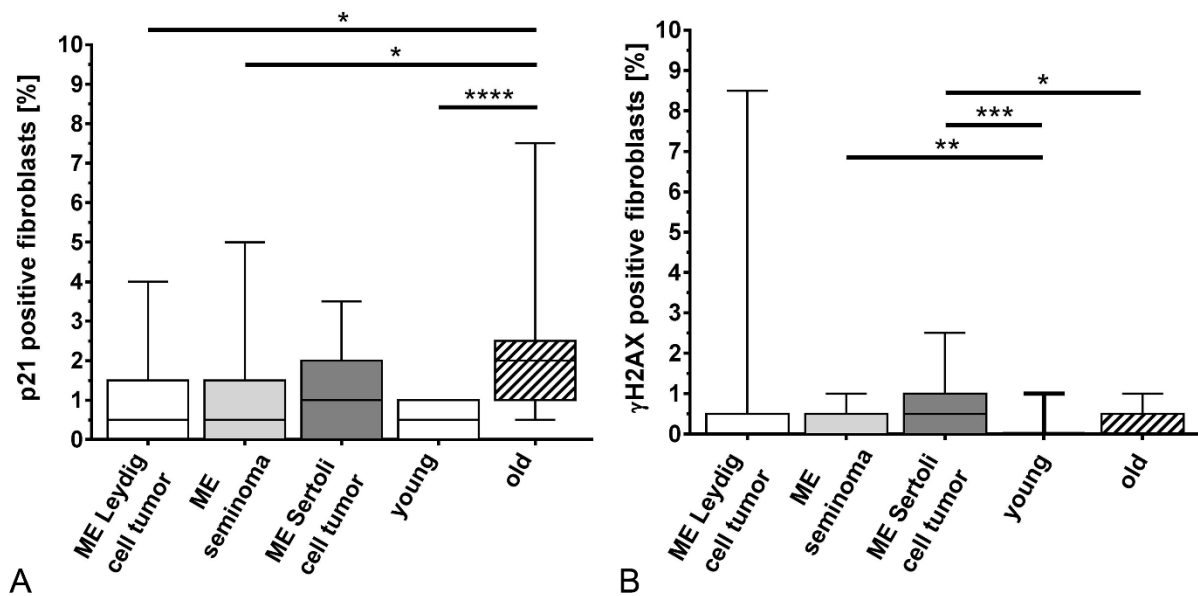 *
*
****
p21 positive fibroblasts [%]
10
9
8
7
6
5
4
3
2
1
0
ME Leydig
cell tumor
ME
seminoma
ME Sertoli
cell tumor
young
old
A
*
***
**
γH2AX positive fibroblasts [%]
10
9
8
7
6
5
4
3
2
1
0
ME Leydig
cell tumor
ME
seminoma
ME Sertoli
cell tumor
young
old
B